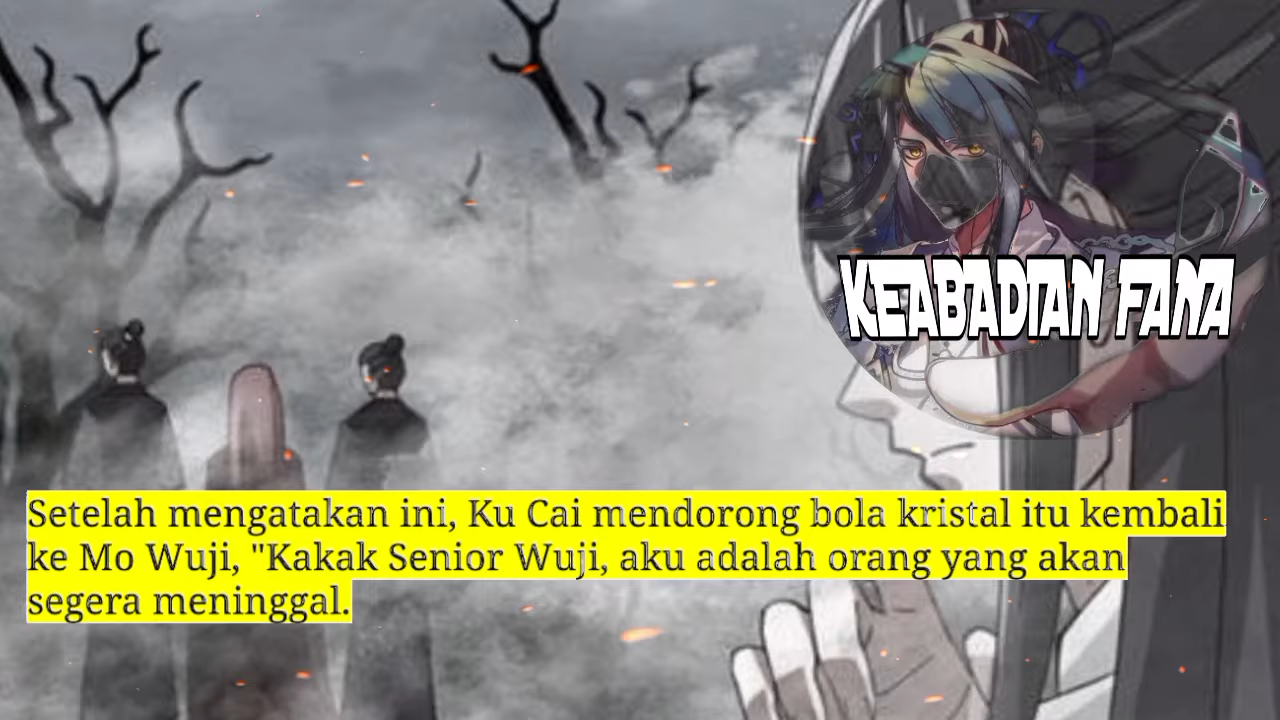 KEABADIAN FANA
Setelah mengatakan ini, Ku Cai mendorong bola kristal itu kembali
ke Mo Wuji, "Kakak Senior Wuji, aku adalah orang yang akan
segera meninggal.